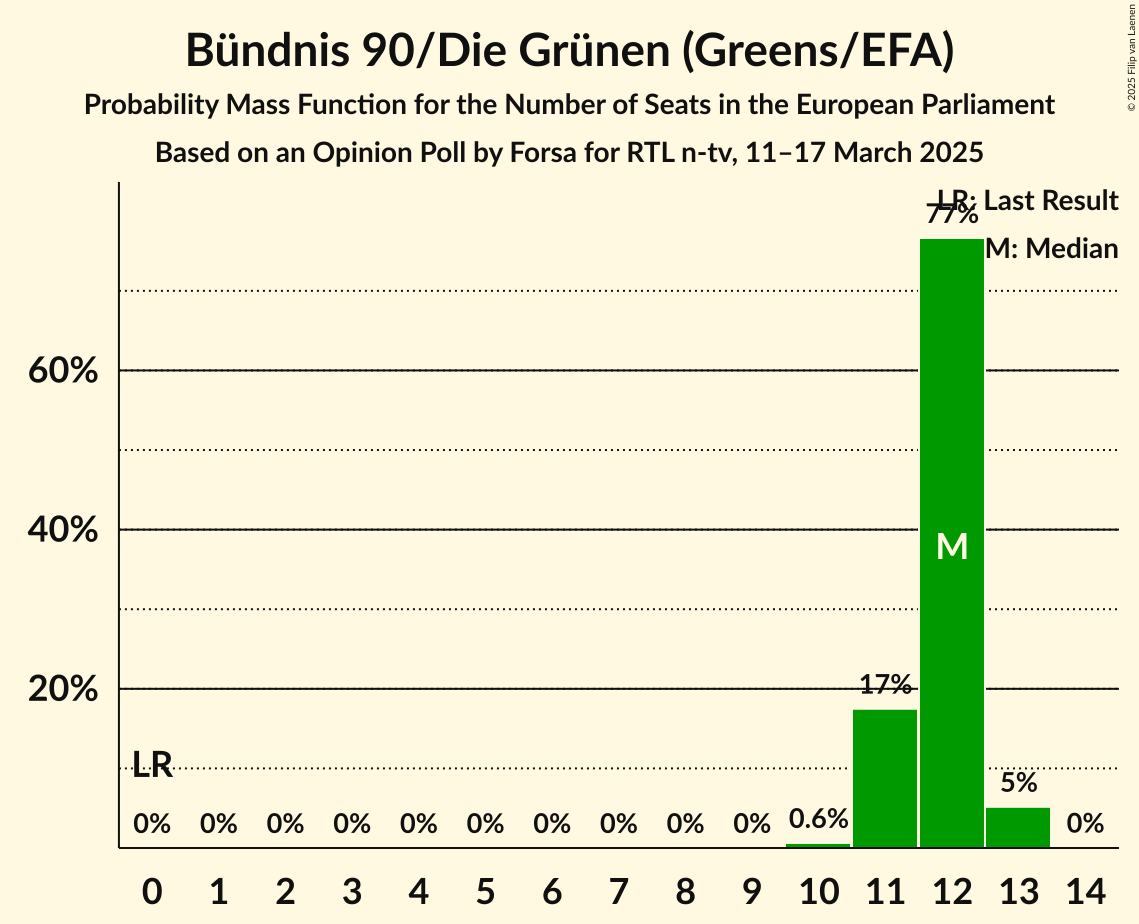 Bündnis 90/Die Grünen (Greens/EFA)
Probability Mass Function for the Number of Seats in the European Parliament
Based on an Opinion Poll by Forsa for RTL n-tv, 11–17 March 2025
© 2025 Filip van Laenen
LR: Last Result
77%
M: Median
60%
40%
M
20%
17%
LR
5%
0% 0% 0% 0% 0% 0% 0% 0% 0% 0% 0.6% 0%
0 1 2 3 4 5 6 7 8 9 10 11 12 13 14